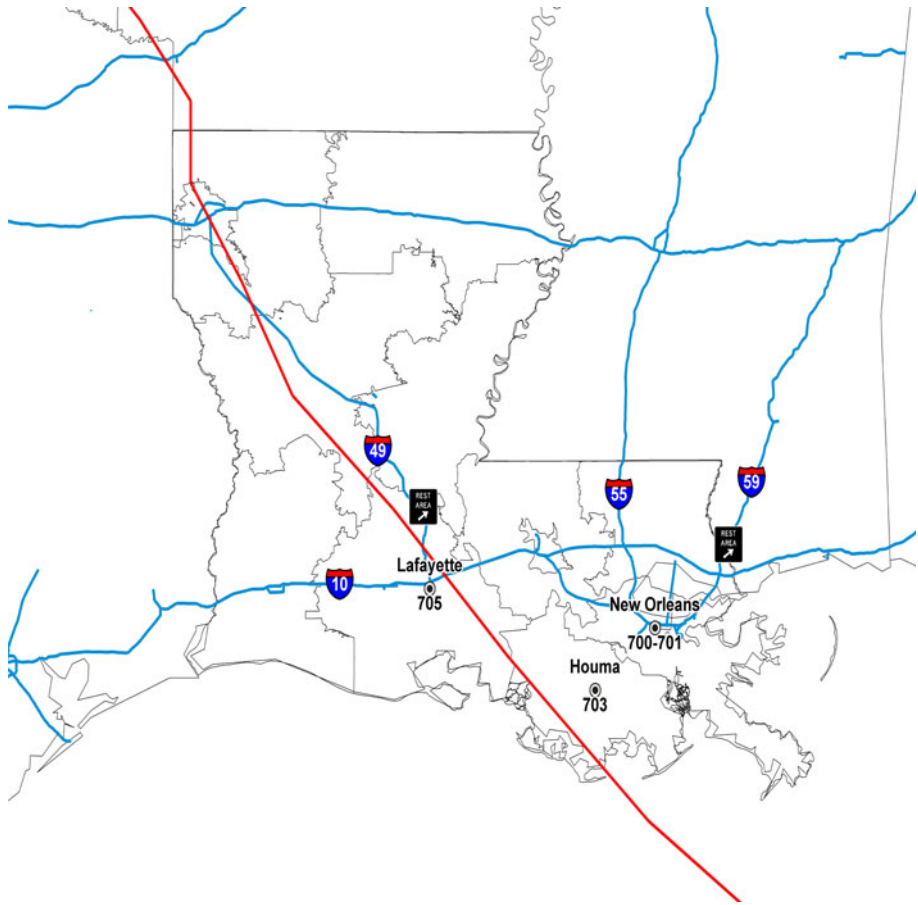 49
55
59
REST
AREA
REST
AREA
Lafayette
10
705
New Orleans
700-701
Houma
703